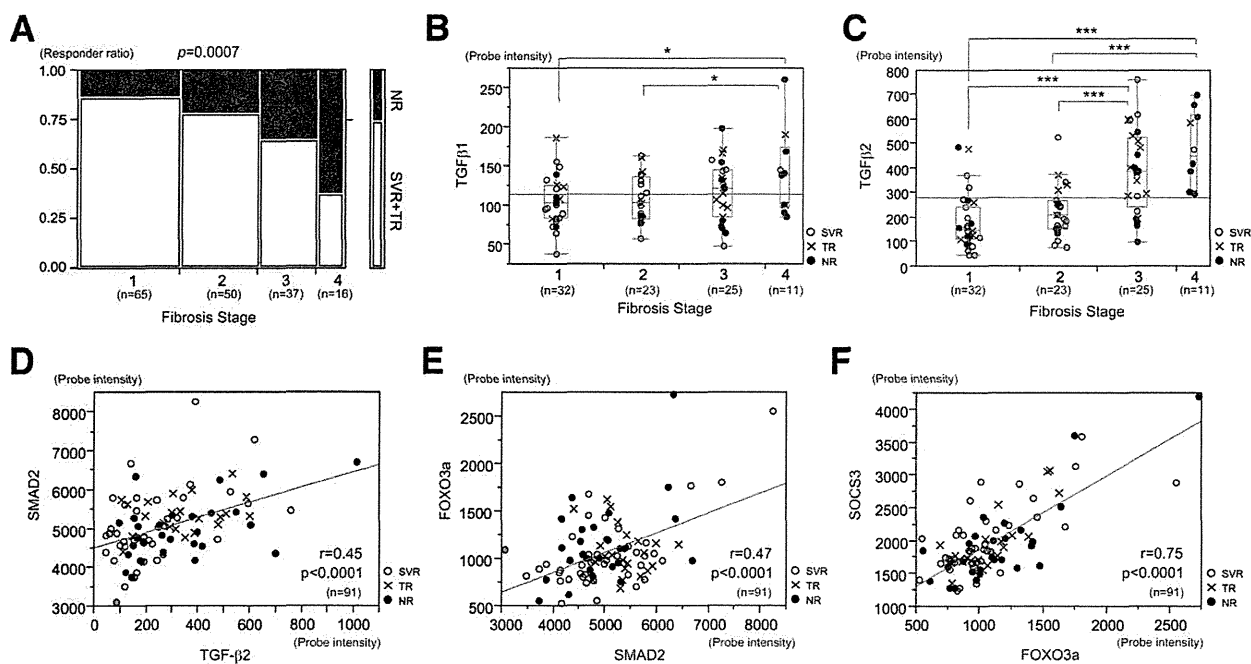 A
(Responder ratio)
p=0.0007
1.00
0.75
0.50
0.25
0.00
NR
SVR+TR
1 2 3 4
(n=65) (n=50) (n=37) (n=16)
Fibrosis Stage
B
(Probe intensity)
*
*
TGFβ1
250
200
150
100
50
○ SVR
× TR
● NR
1 2 3 4
(n=32) (n=23) (n=25) (n=11)
Fibrosis Stage
C
(Probe intensity)
***
***
***
***
TGFβ2
800
700
600
500
400
300
200
100
0
○ SVR
× TR
● NR
1 2 3 4
(n=32) (n=23) (n=25) (n=11)
Fibrosis Stage
D
(Probe intensity)
SMAD2
8000
7000
6000
5000
4000
3000
r=0.45
p<0.0001
(n=91)
○ SVR
× TR
● NR
0 200 400 600 800 1000
(Probe intensity)
TGF-β2
E
(Probe intensity)
FOXO3a
2500
2000
1500
1000
500
r=0.47
p<0.0001
(n=91)
○ SVR
× TR
● NR
3000 4000 5000 6000 7000 8000
(Probe intensity)
SMAD2
F
(Probe intensity)
SOCS3
4000
3500
3000
2500
2000
1500
1000
r=0.75
p<0.0001
(n=91)
○ SVR
× TR
● NR
500 1000 1500 2000 2500
(Probe intensity)
FOXO3a